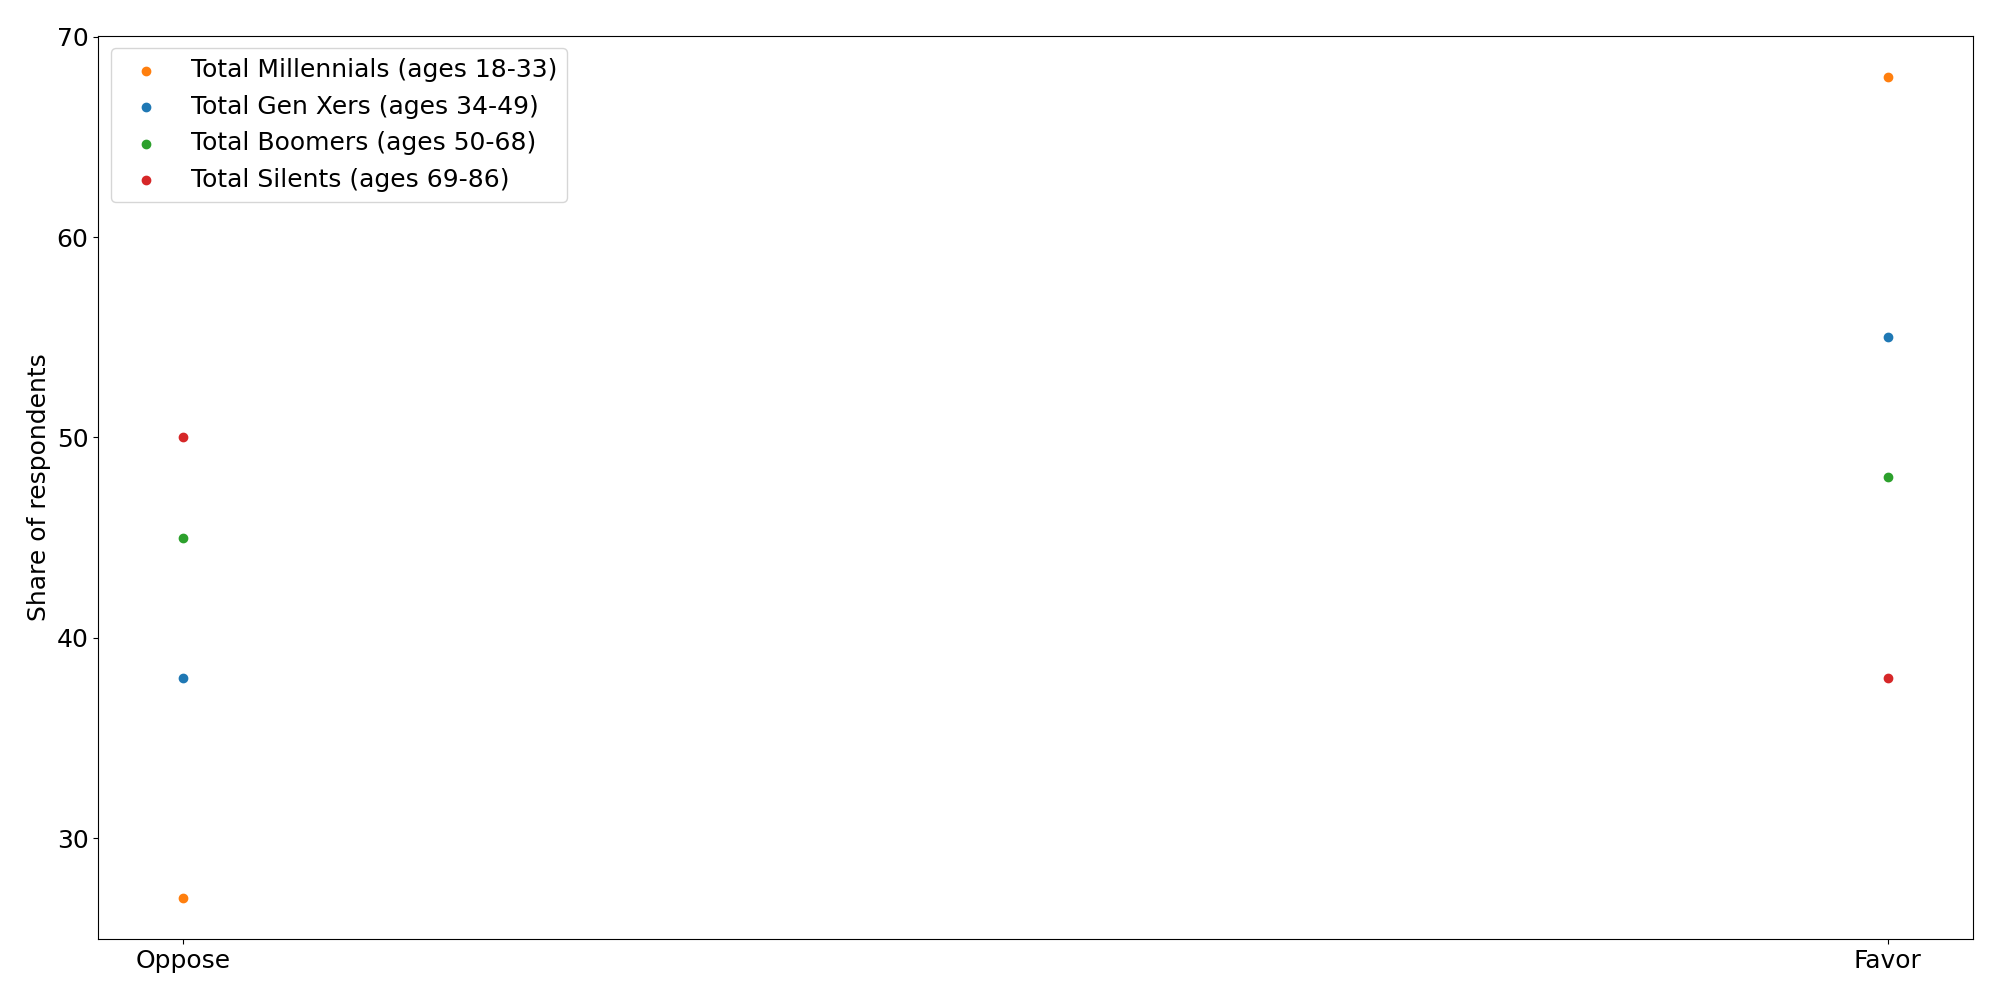 70
60
50
40
30
Share of respondents
Total Millennials (ages 18-33)
Total Gen Xers (ages 34-49)
Total Boomers (ages 50-68)
Total Silents (ages 69-86)
Oppose
Favor